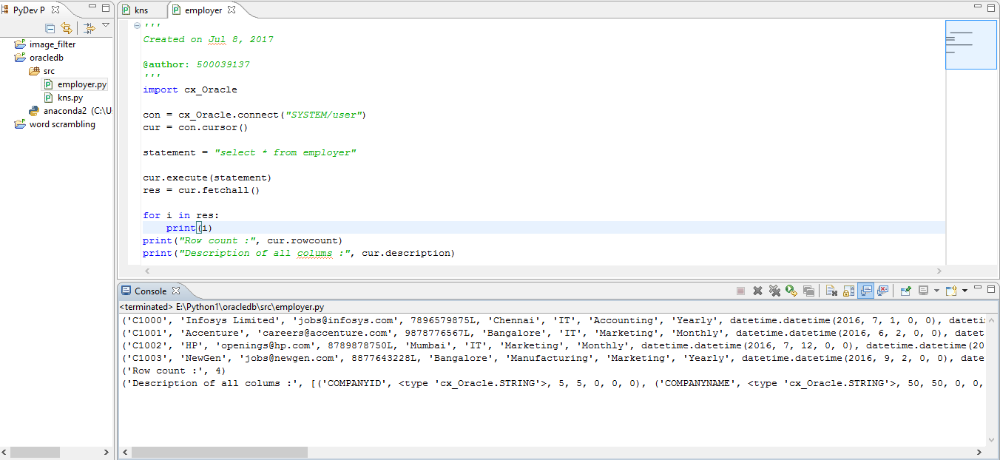 PyDev P
image_filter
oracledb
src
employer.py
kns.py
anaconda2 (C:\U
word scrambling
kns
employer
'''
Created on Jul 8, 2017
@author: 500039137
'''
import cx_Oracle
con = cx_Oracle.connect("SYSTEM/user")
cur = con.cursor()
statement = "select * from employer"
cur.execute(statement)
res = cur.fetchall()
for i in res:
    print(i)
print("Row count :", cur.rowcount)
print("Description of all colums :", cur.description)
Console
<terminated> E:\Python1\oracledb\src\employer.py
('C1000', 'Infosys Limited', 'jobs@infosys.com', 7896579875L, 'Chennai', 'IT', 'Accounting', 'Yearly', datetime.datetime(2016, 7, 1, 0, 0), dateti
('C1001', 'Accenture', 'careers@accenture.com', 9878776567L, 'Bangalore', 'IT', 'Marketing', 'Monthly', datetime.datetime(2016, 6, 2, 0, 0), datet
('C1002', 'HP', 'openings@hp.com', 8789878750L, 'Mumbai', 'IT', 'Marketing', 'Monthly', datetime.datetime(2016, 7, 12, 0, 0), datetime.datetime(20
('C1003', 'NewGen', 'jobs@newgen.com', 8877643228L, 'Bangalore', 'Manufacturing', 'Marketing', 'Yearly', datetime.datetime(2016, 9, 2, 0, 0), date
('Row count :', 4)
('Description of all colums :', [('COMPANYID', <type 'cx_Oracle.STRING'>, 5, 5, 0, 0, 0), ('COMPANYNAME', <type 'cx_Oracle.STRING'>, 50, 50, 0, 0,